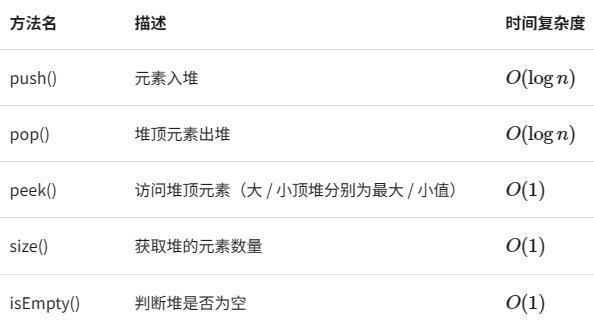 方法名 描述 时间复杂度
push() 元素入堆 O(log n)
pop() 堆顶元素出堆 O(log n)
peek() 访问堆顶元素（大 / 小顶堆分别为最大 / 小值） O(1)
size() 获取堆的元素数量 O(1)
isEmpty() 判断堆是否为空 O(1)